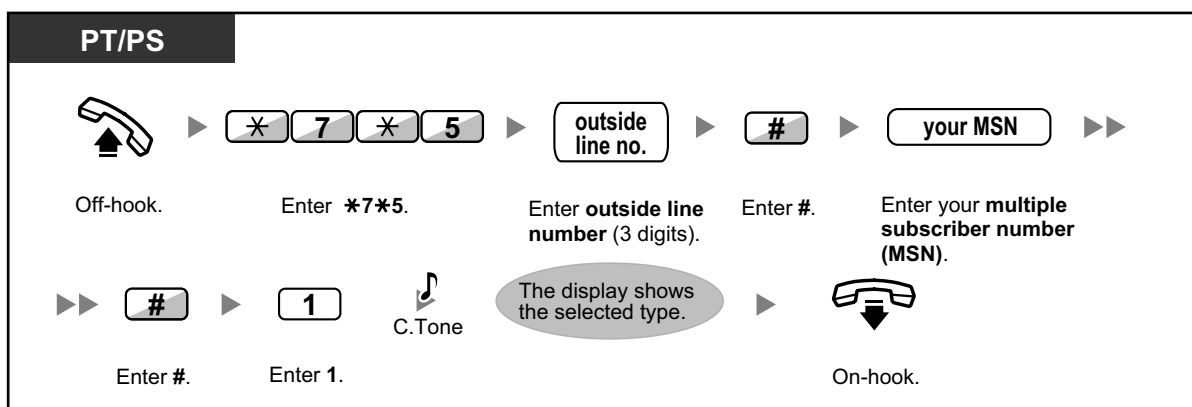 PT/PS
✳ 7 ✳ 5
outside
line no.
#
your MSN
Off-hook.
Enter ✳7✳5.
Enter outside line
number (3 digits).
Enter #.
Enter your multiple
subscriber number
(MSN).
#
1
C.Tone
The display shows
the selected type.
Enter #.
Enter 1.
On-hook.